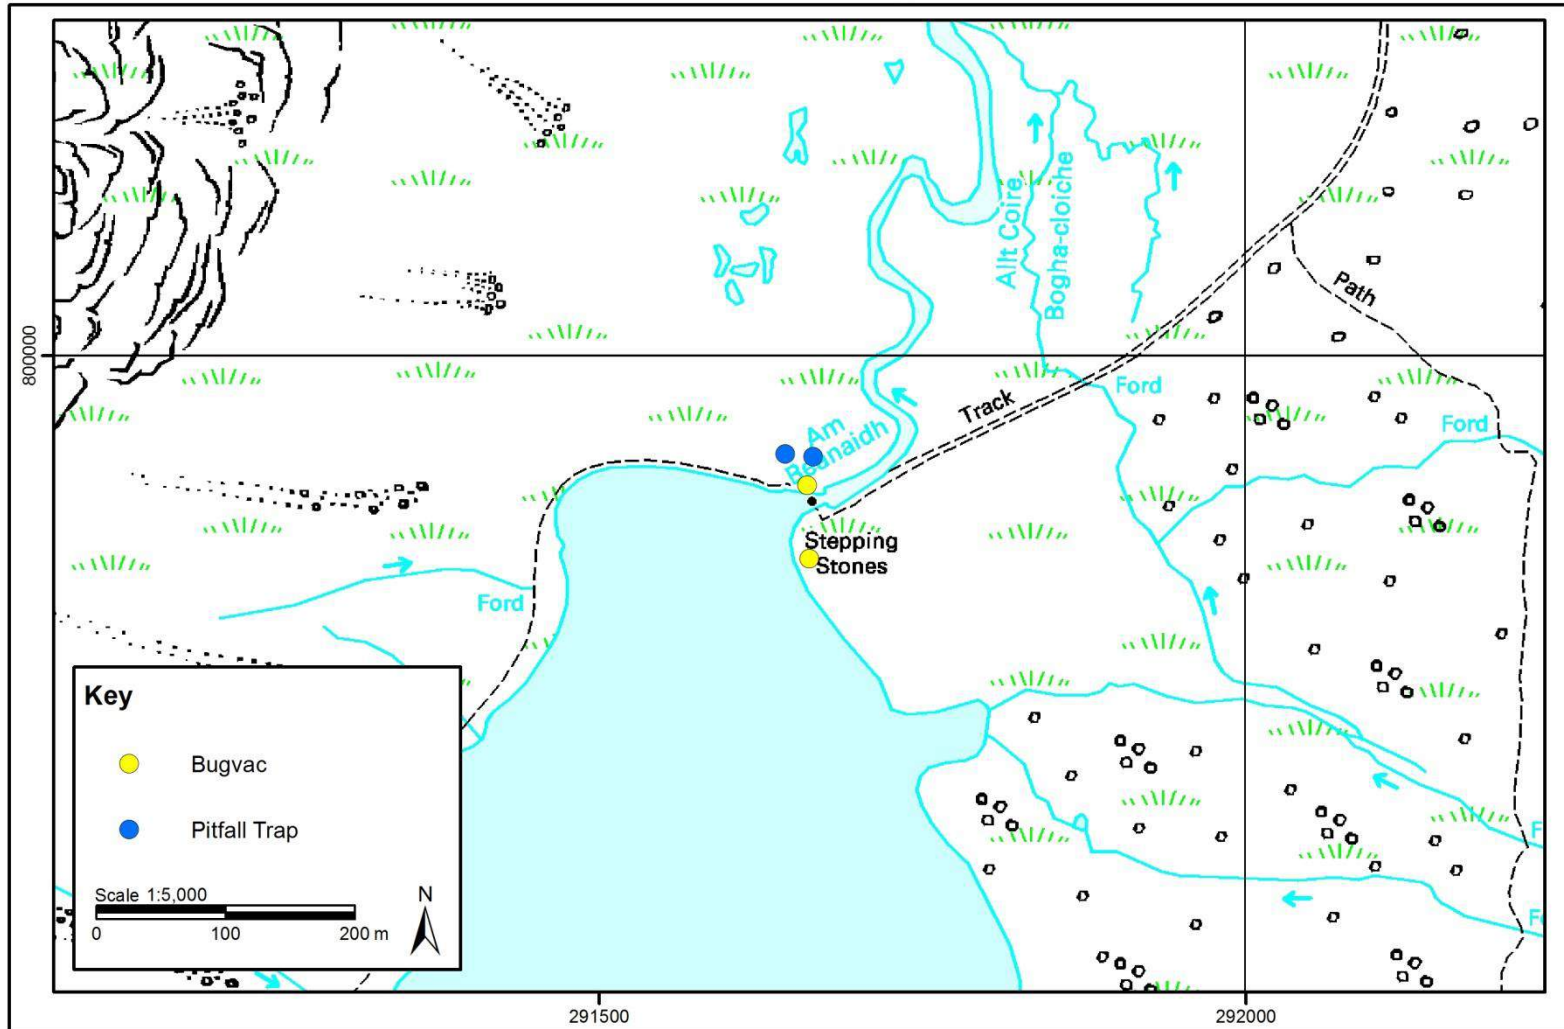 Allt Coire
Bogha-cloiche
Path
800000
Track
Ford
Ford
Am
Beànaidh
Stepping
Stones
Ford
Key
Bugvac
Pitfall Trap
Scale 1:5,000
N
0 100 200 m
291500
292000